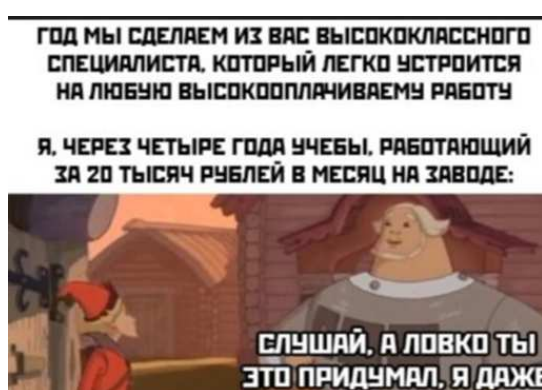 ГОД МЫ СДЕЛАЕМ ИЗ ВАС ВЫСОКОКЛАССНОГО
СПЕЦИАЛИСТА, КОТОРЫЙ ЛЕГКО УСТРОИТСЯ
НА ЛЮБУЮ ВЫСОКООПЛАЧИВАЕМУ РАБОТУ
Я, ЧЕРЕЗ ЧЕТЫРЕ ГОДА УЧЕБЫ, РАБОТАЮЩИЙ
ЗА 20 ТЫСЯЧ РУБЛЕЙ В МЕСЯЦ НА ЗАВОДЕ:
СЛУШАЙ, А ЛОВКО ТЫ
ЭТО ПРИДУМАЛ, Я ДАЖЕ